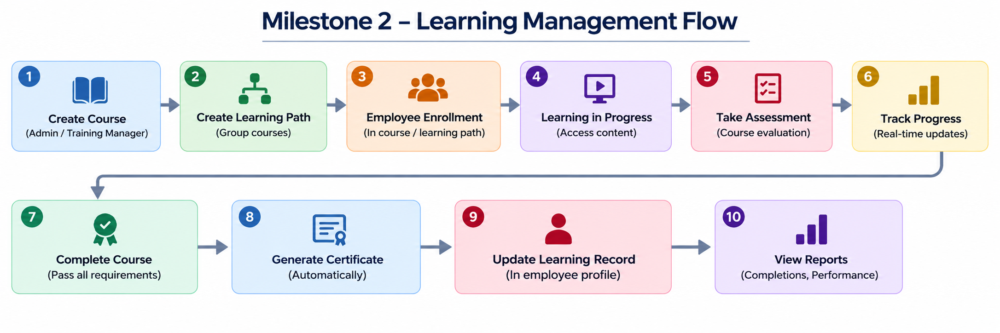 Milestone 2 – Learning Management Flow
1
Create Course
(Admin / Training Manager)
2
Create Learning Path
(Group courses)
3
Employee Enrollment
(In course / learning path)
4
Learning in Progress
(Access content)
5
Take Assessment
(Course evaluation)
6
Track Progress
(Real-time updates)
7
Complete Course
(Pass all requirements)
8
Generate Certificate
(Automatically)
9
Update Learning Record
(In employee profile)
10
View Reports
(Completions, Performance)